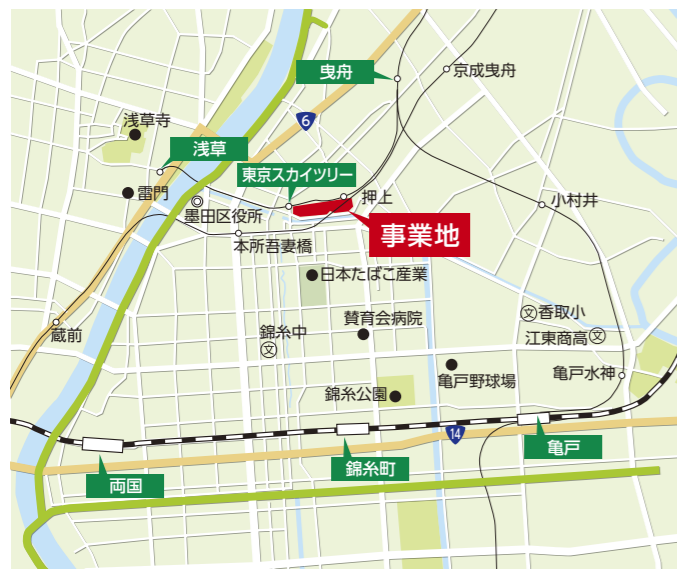 曳舟
京成曳舟
6
浅草寺
浅草
東京スカイツリー
雷門
押上
小村井
墨田区役所
事業地
本所吾妻橋
日本たばこ産業
香取小
文
賛育会病院
蔵前
錦糸中
文
江東商高
文
亀戸野球場
亀戸水神
錦糸公園
14
亀戸
錦糸町
両国